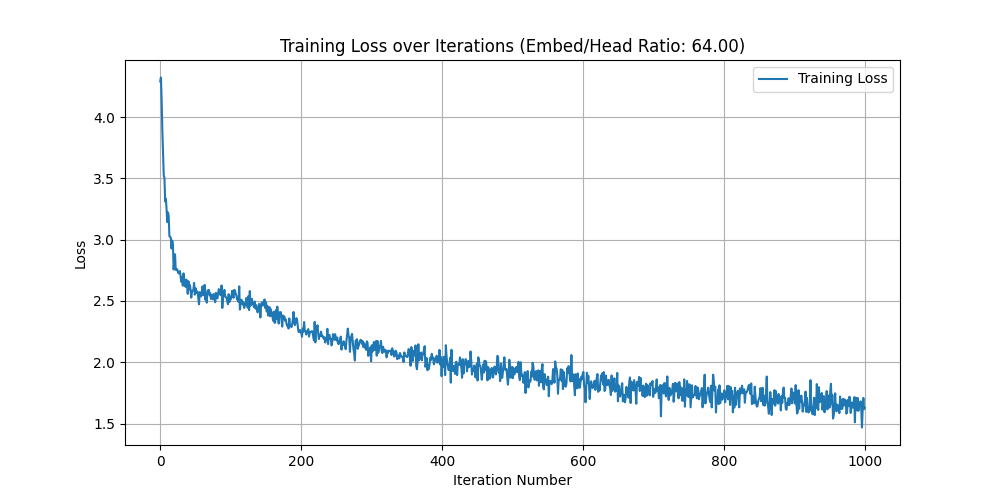 Training Loss over Iterations (Embed/Head Ratio: 64.00)
Training Loss
4.0
3.5
3.0
2.5
2.0
1.5
Loss
0 200 400 600 800 1000
Iteration Number